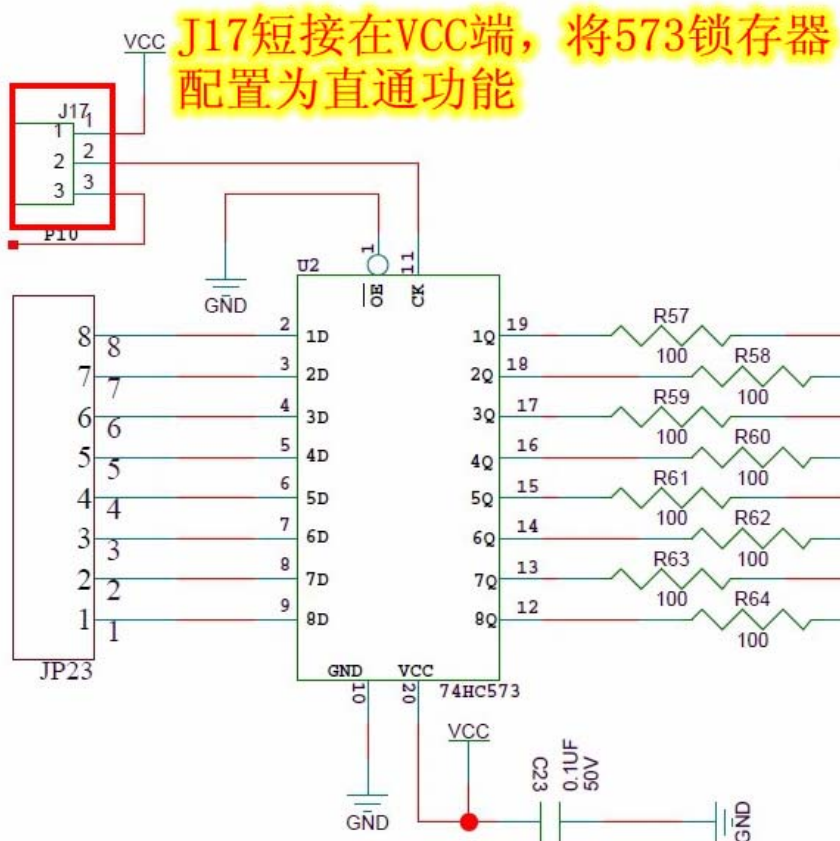 J17短接在VCC端，将573锁存器
配置为直通功能
VCC
J17
1 1
2 2
3 3
P10
GND
U2
1 11
OE CK
8 8 2 1D 1Q 19 R57 100
7 7 3 2D 2Q 18 R58 100
6 6 4 3D 3Q 17 R59 100
5 5 5 4D 4Q 16 R60 100
4 4 6 5D 5Q 15 R61 100
3 3 7 6D 6Q 14 R62 100
2 2 8 7D 7Q 13 R63 100
1 1 9 8D 8Q 12 R64 100
JP23
GND VCC
10 20 74HC573
VCC
C23 0.1UF
50V
GND
GND